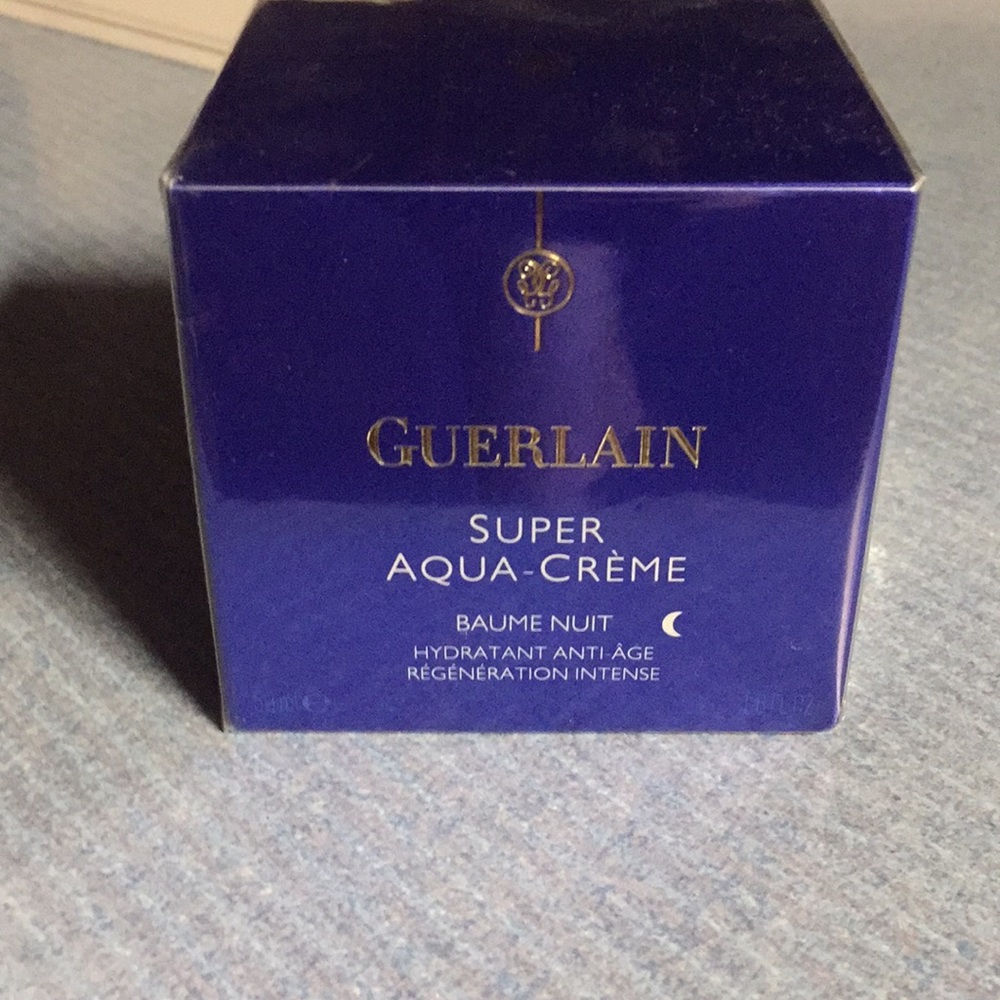 GUERLAIN
SUPER
AQUA-CRÈME
BAUME NUIT
HYDRATANT ANTI-ÂGE
RÉGÉNÉRATION INTENSE